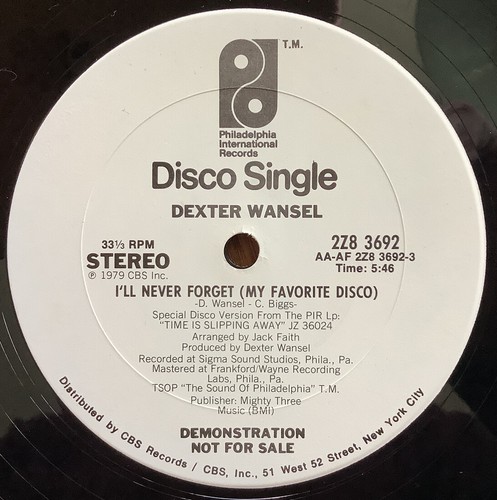 T.M.
Philadelphia
International
Records
Disco Single
DEXTER WANSEL
33⅓ RPM
STEREO
℗ 1979 CBS Inc.
2Z8 3692
AA-AF 2Z8 3692-3
Time: 5:46
I'LL NEVER FORGET (MY FAVORITE DISCO)
-D. Wansel - C. Biggs-
Special Disco Version From The PIR Lp:
"TIME IS SLIPPING AWAY" JZ 36024
Arranged by Jack Faith
Produced by Dexter Wansel
Recorded at Sigma Sound Studios, Phila., Pa.
Mastered at Frankford/Wayne Recording
Labs, Phila., Pa.
TSOP "The Sound Of Philadelphia" T.M.
Publisher: Mighty Three
Music (BMI)
DEMONSTRATION
NOT FOR SALE
Distributed by CBS Records / CBS, Inc., 51 West 52 Street, New York City